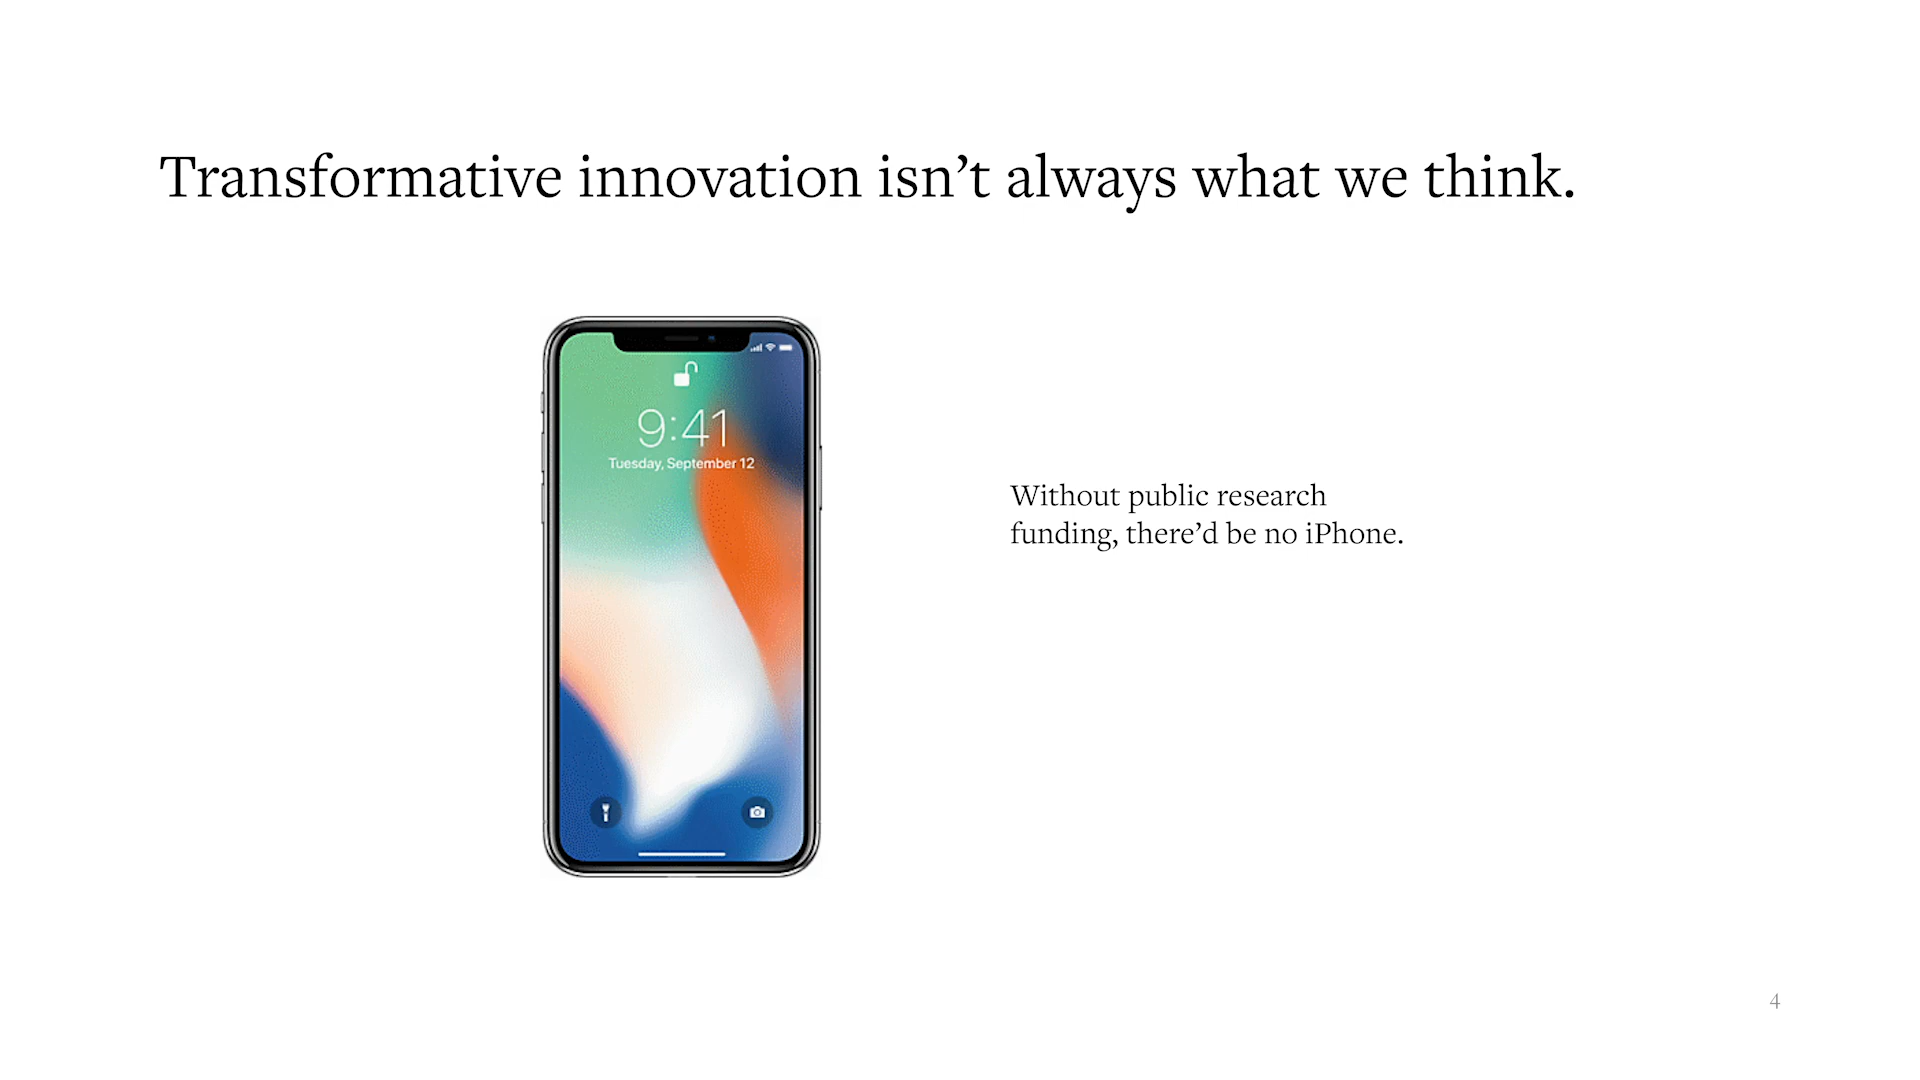 Transformative innovation isn’t always what we think.
9:41
Tuesday, September 12
Without public research
funding, there’d be no iPhone.
4